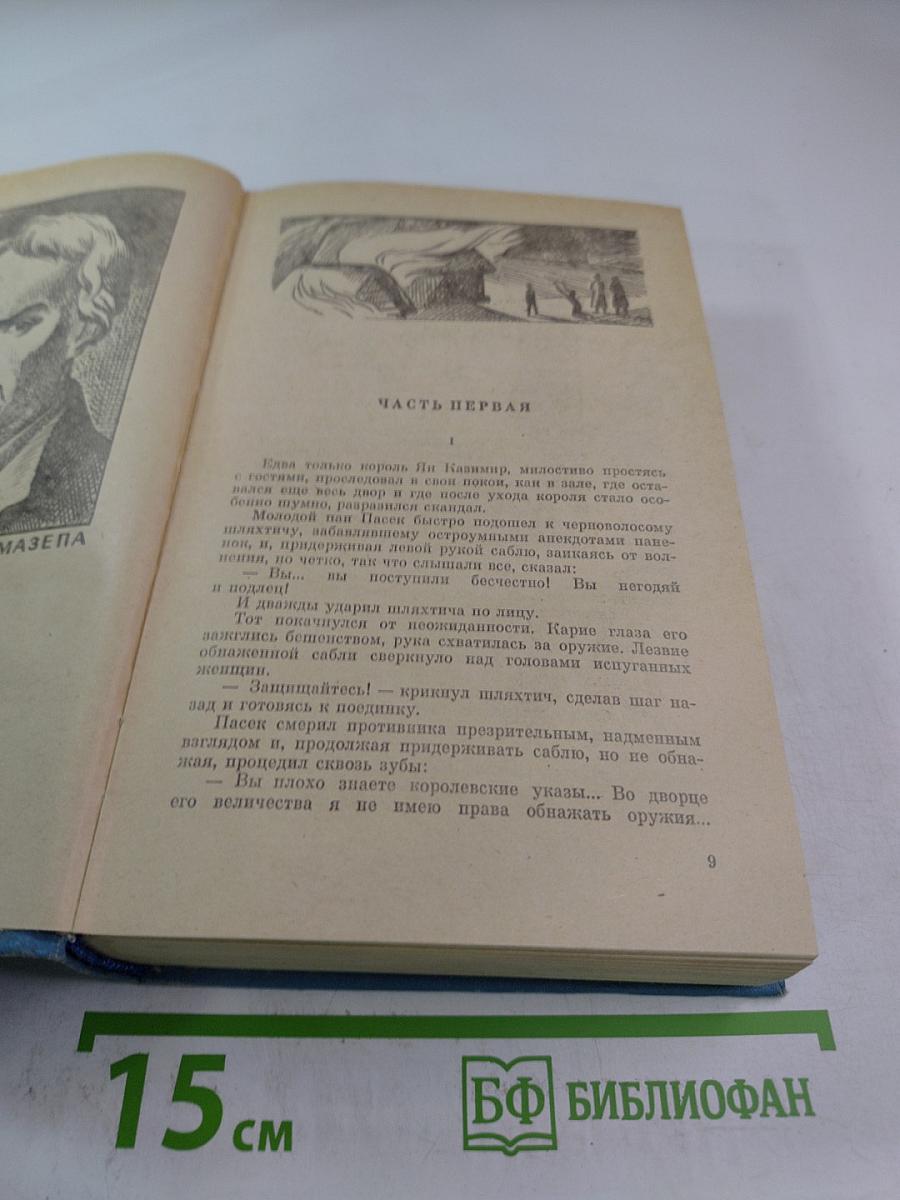 МАЗЕПА
ЧАСТЬ ПЕРВАЯ
I
Едва только король Ян Казимир, милостиво простясь
с гостями, проследовал в свои покои, как в зале, где оста-
вался еще весь двор и где после ухода короля стало осо-
бенно шумно, разразился скандал.
Молодой пан Пасек быстро подошел к черноволосому
шляхтичу, забавлявшему остроумными анекдотами пане-
нок, и, придерживая левой рукой саблю, заикаясь от вол-
нения, но четко, так что слышали все, сказал:
— Вы... вы поступили бесчестно! Вы негодяй
и подлец!
И дважды ударил шляхтича по лицу.
Тот покачнулся от неожиданности. Карие глаза его
зажглись бешенством, рука схватилась за оружие. Лезвие
обнаженной сабли сверкнуло над головами испуганных
женщин.
— Защищайтесь! — крикнул шляхтич, сделав шаг на-
зад и готовясь к поединку.
Пасек смерил противника презрительным, надменным
взглядом и, продолжая придерживать саблю, но не обна-
жая, процедил сквозь зубы:
— Вы плохо знаете королевские указы... Во дворце
его величества я не имею права обнажать оружия...
9
15 см
БФ БИБЛИОФАН